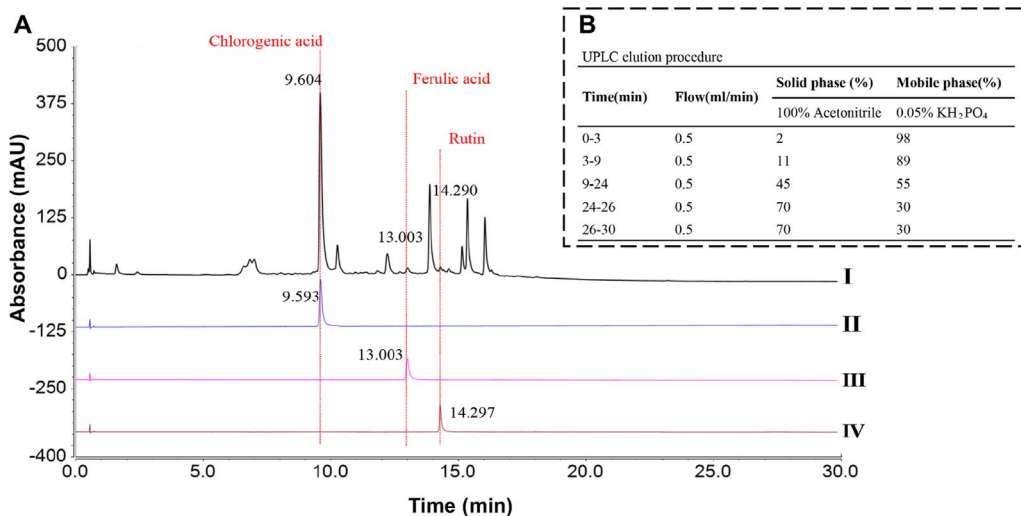 A
Absorbance (mAU)
500
375
250
125
0
-125
-250
-400
Chlorogenic acid
9.604
Ferulic acid
Rutin
13.003
14.290
I
9.593
II
13.003
III
14.297
IV
0.0 5.0 10.0 15.0 20.0 25.0 30.0
Time (min)
B
UPLC elution procedure
Time(min) Flow(ml/min) Solid phase (%) Mobile phase(%)
100% Acetonitrile 0.05% KH₂PO₄
0-3 0.5 2 98
3-9 0.5 11 89
9-24 0.5 45 55
24-26 0.5 70 30
26-30 0.5 70 30